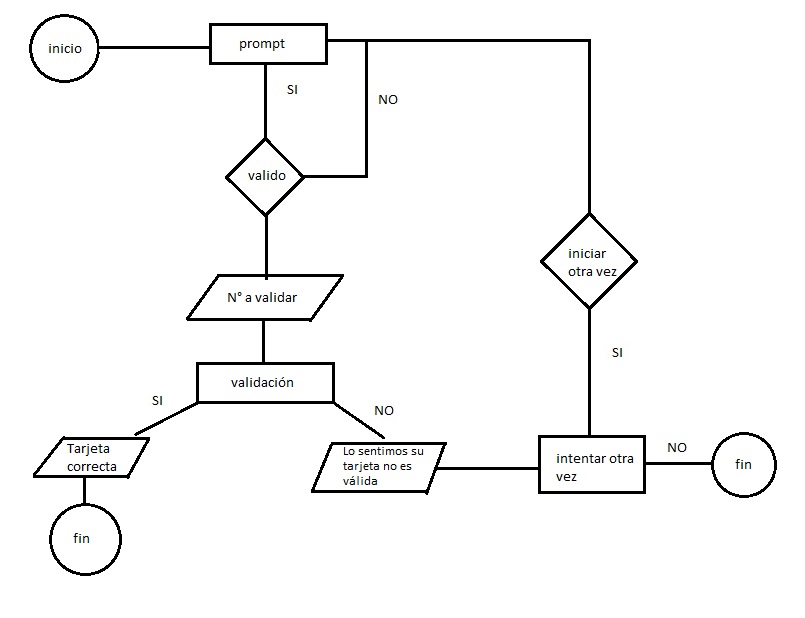 inicio
prompt
SI
NO
valido
N° a validar
validación
SI
NO
Tarjeta
correcta
fin
Lo sentimos su
tarjeta no es
válida
iniciar
otra vez
SI
intentar otra
vez
NO
fin